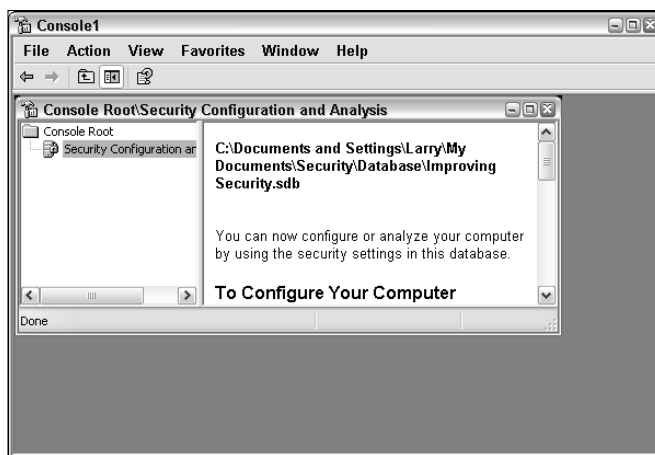 Console1
File Action View Favorites Window Help
Console Root\Security Configuration and Analysis
Console Root
Security Configuration ar
C:\Documents and Settings\Larry\My
Documents\Security\Database\Improving
Security.sdb
You can now configure or analyze your computer
by using the security settings in this database.
To Configure Your Computer
Done